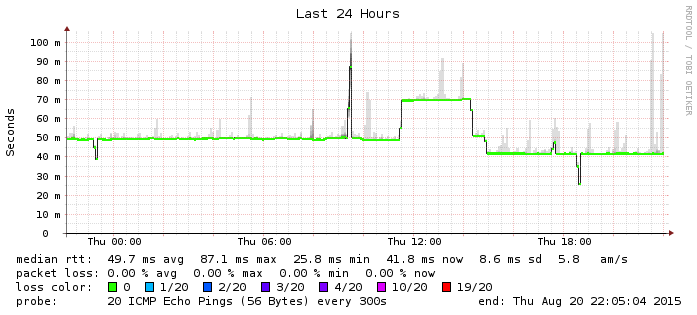 Last 24 Hours
RRDTOOL / TOBI OETIKER
Seconds
100 m
90 m
80 m
70 m
60 m
50 m
40 m
30 m
20 m
10 m
0
Thu 00:00 Thu 06:00 Thu 12:00 Thu 18:00
median rtt: 49.7 ms avg 87.1 ms max 25.8 ms min 41.8 ms now 8.6 ms sd 5.8 am/s
packet loss: 0.00 % avg 0.00 % max 0.00 % min 0.00 % now
loss color: 0 1/20 2/20 3/20 4/20 10/20 19/20
probe: 20 ICMP Echo Pings (56 Bytes) every 300s end: Thu Aug 20 22:05:04 2015